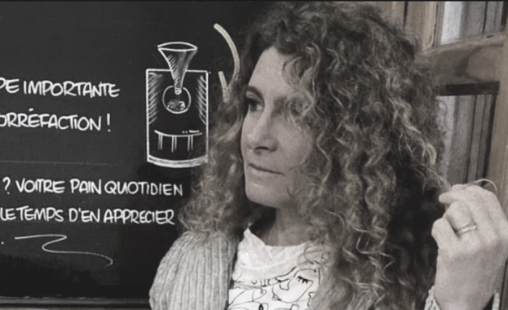 PE IMPORTANTE
ORRÉFACTION !
? VOTRE PAIN QUOTIDIEN
LE TEMPS D'EN APPRECIER